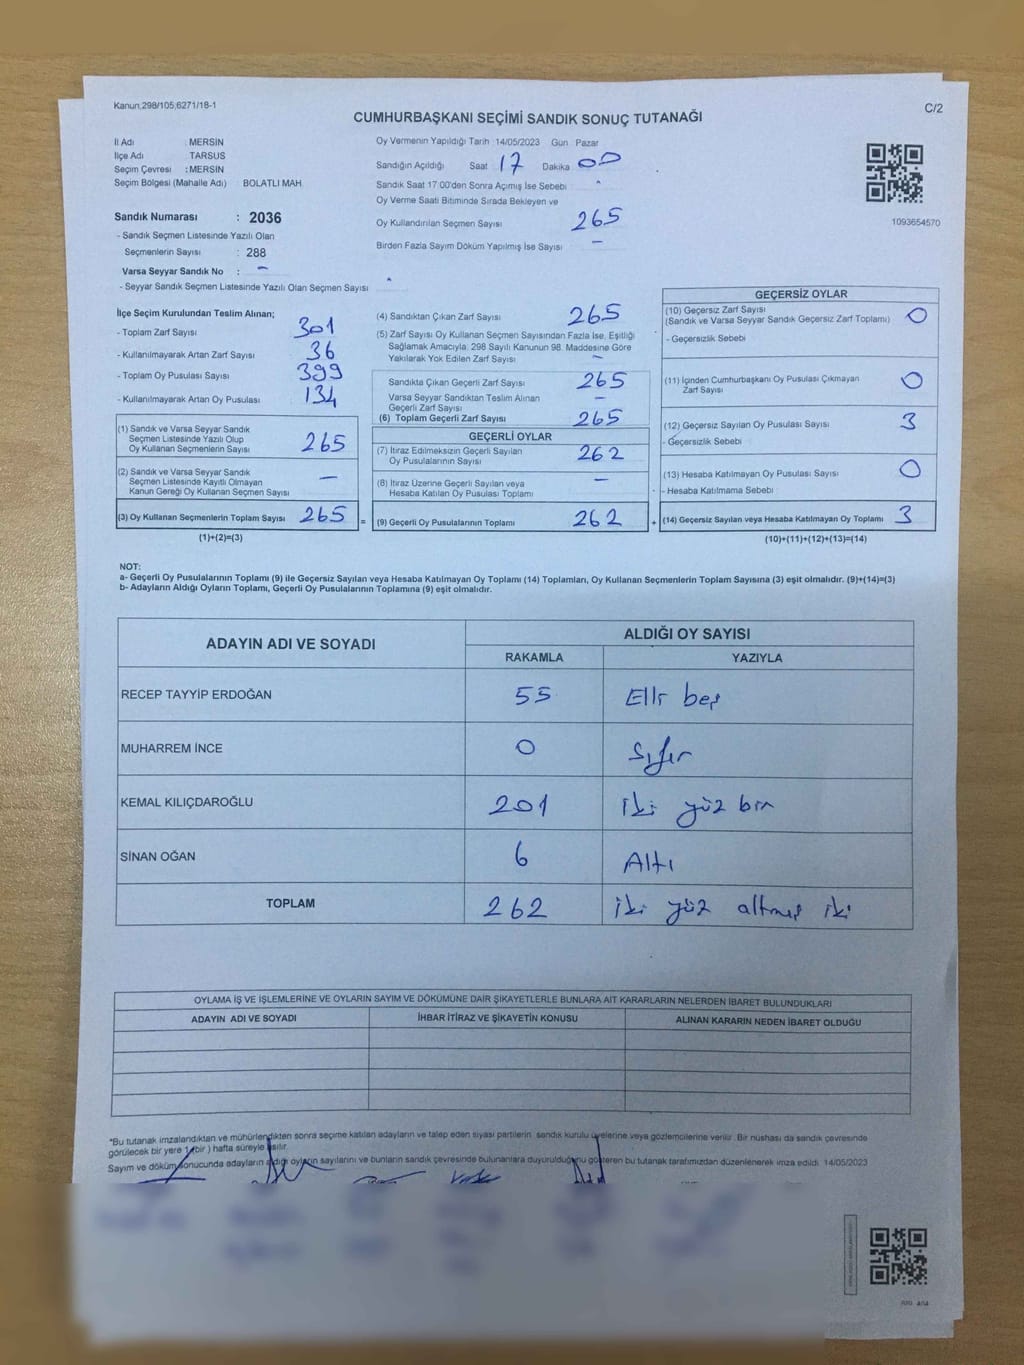 Kanun,298/105,6271/18-1
C/2
CUMHURBAŞKANI SEÇİMİ SANDIK SONUÇ TUTANAĞI
İl Adı : MERSİN
İlçe Adı TARSUS
Seçim Çevresi : MERSİN
Seçim Bölgesi (Mahalle Adı) BOLATLI MAH
Sandık Numarası : 2036
- Sandık Seçmen Listesinde Yazılı Olan
Seçmenlerin Sayısı : 288
Varsa Seyyar Sandık No : -
- Seyyar Sandık Seçmen Listesinde Yazılı Olan Seçmen Sayısı
Oy Vermenin Yapıldığı Tarih 14/05/2023 Gün Pazar
Sandığın Açıldığı Saat 17 Dakika 00
Sandık Saat 17:00'den Sonra Açımış İse Sebebi
Oy Verme Saati Bitiminde Sırada Bekleyen ve
Oy Kullandırılan Seçmen Sayısı 265
Birden Fazla Sayım Döküm Yapılmış İse Sayısı -
1093654570
İlçe Seçim Kurulundan Teslim Alınan;
- Toplam Zarf Sayısı 301
- Kullanılmayarak Artan Zarf Sayısı 36
- Toplam Oy Pusulası Sayısı 399
- Kullanılmayarak Artan Oy Pusulası 134
(1) Sandık ve Varsa Seyyar Sandık
Seçmen Listesinde Yazılı Olup
Oy Kullanan Seçmenlerin Sayısı 265
(2) Sandık ve Varsa Seyyar Sandık
Seçmen Listesinde Kayıtlı Olmayan
Kanun Gereği Oy Kullanan Seçmen Sayısı -
(3) Oy Kullanan Seçmenlerin Toplam Sayısı 265 =
(1)+(2)=(3)
(4) Sandıktan Çıkan Zarf Sayısı 265
(5) Zarf Sayısı Oy Kullanan Seçmen Sayısından Fazla İse, Eşitliği
Sağlamak Amacıyla, 298 Sayılı Kanunun 98. Maddesine Göre
Yakılarak Yok Edilen Zarf Sayısı -
Sandıkta Çıkan Geçerli Zarf Sayısı 265
Varsa Seyyar Sandıktan Teslim Alınan
Geçerli Zarf Sayısı -
(6) Toplam Geçerli Zarf Sayısı 265
GEÇERLİ OYLAR
(7) İtiraz Edilmeksizin Geçerli Sayılan
Oy Pusulalarının Sayısı 262
(8) İtiraz Üzerine Geçerli Sayılan veya
Hesaba Katılan Oy Pusulası Toplamı -
(9) Geçerli Oy Pusulalarının Toplamı 262 +
GEÇERSİZ OYLAR
(10) Geçersiz Zarf Sayısı
(Sandık ve Varsa Seyyar Sandık Geçersiz Zarf Toplamı) 0
- Geçersizlik Sebebi
(11) İçinden Cumhurbaşkanı Oy Pusulası Çıkmayan
Zarf Sayısı 0
(12) Geçersiz Sayılan Oy Pusulası Sayısı 3
- Geçersizlik Sebebi
(13) Hesaba Katılmayan Oy Pusulası Sayısı 0
- Hesaba Katılmama Sebebi
(14) Geçersiz Sayılan veya Hesaba Katılmayan Oy Toplamı 3
(10)+(11)+(12)+(13)=(14)
NOT:
a- Geçerli Oy Pusulalarının Toplamı (9) ile Geçersiz Sayılan veya Hesaba Katılmayan Oy Toplamı (14) Toplamları, Oy Kullanan Seçmenlerin Toplam Sayısına (3) eşit olmalıdır. (9)+(14)=(3)
b- Adayların Aldığı Oyların Toplamı, Geçerli Oy Pusulalarının Toplamına (9) eşit olmalıdır.
ADAYIN ADI VE SOYADI ALDIĞI OY SAYISI
RAKAMLA YAZIYLA
RECEP TAYYİP ERDOĞAN 55 Elli beş
MUHARREM İNCE 0 Sıfır
KEMAL KILIÇDAROĞLU 201 iki yüz bir
SİNAN OĞAN 6 Altı
TOPLAM 262 iki yüz altmış iki
OYLAMA İŞ VE İŞLEMLERİNE VE OYLARIN SAYIM VE DÖKÜMÜNE DAİR ŞİKAYETLERLE BUNLARA AİT KARARLARIN NELERDEN İBARET BULUNDUKLARI
ADAYIN ADI VE SOYADI İHBAR İTİRAZ VE ŞİKAYETİN KONUSU ALINAN KARARIN NEDEN İBARET OLDUĞU
*Bu tutanak imzalandıktan ve mühürlendikten sonra seçime katılan adayların ve talep eden siyasi partilerin sandık kurulu üyelerine veya gözlemcilerine verilir. Bir nüshası da sandık çevresinde
görülecek bir yere 1 (bir) hafta süreyle asılır.
Sayım ve döküm sonucunda adayların aldığı oyların sayılarını ve bunların sandık çevresinde bulunanlara duyurulduğunu gösteren bu tutanak tarafımızdan düzenlenerek imza edildi. 14/05/2023